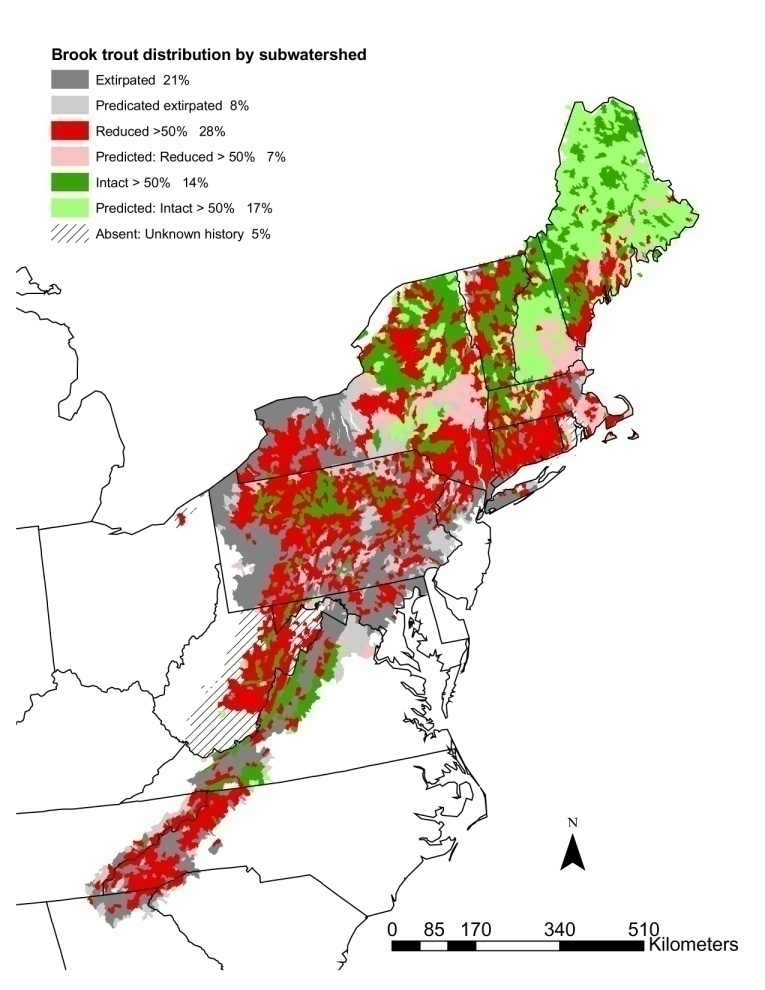 Brook trout distribution by subwatershed
Extirpated 21%
Predicated extirpated 8%
Reduced >50% 28%
Predicted: Reduced > 50% 7%
Intact > 50% 14%
Predicted: Intact > 50% 17%
Absent: Unknown history 5%
N
0 85 170 340 510
Kilometers